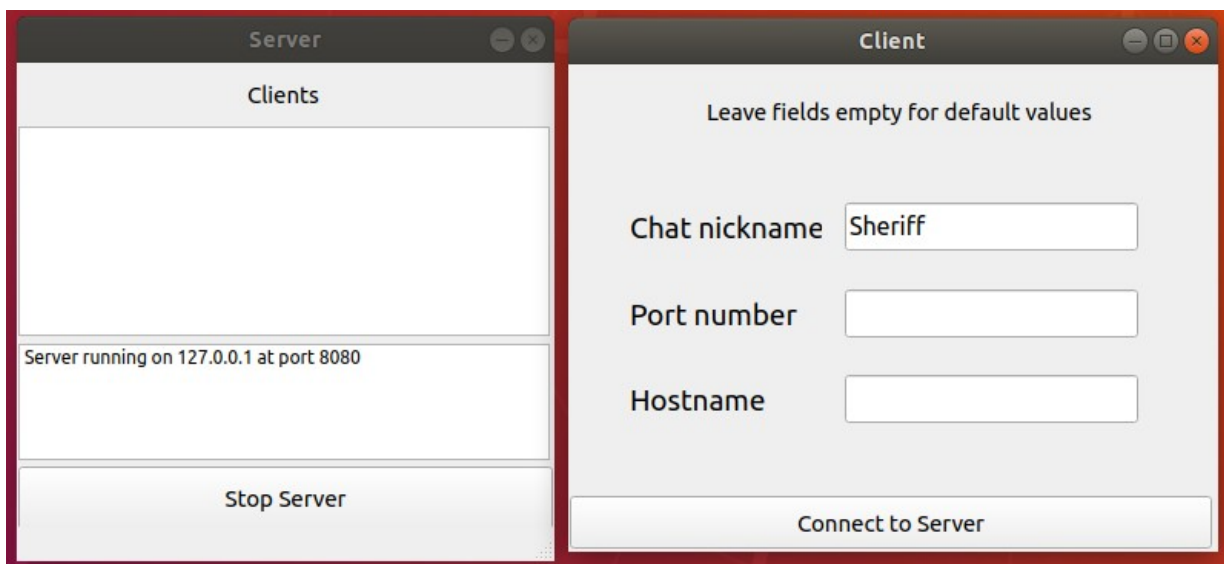 Server
Clients
Server running on 127.0.0.1 at port 8080
Stop Server
Client
Leave fields empty for default values
Chat nickname Sheriff
Port number
Hostname
Connect to Server